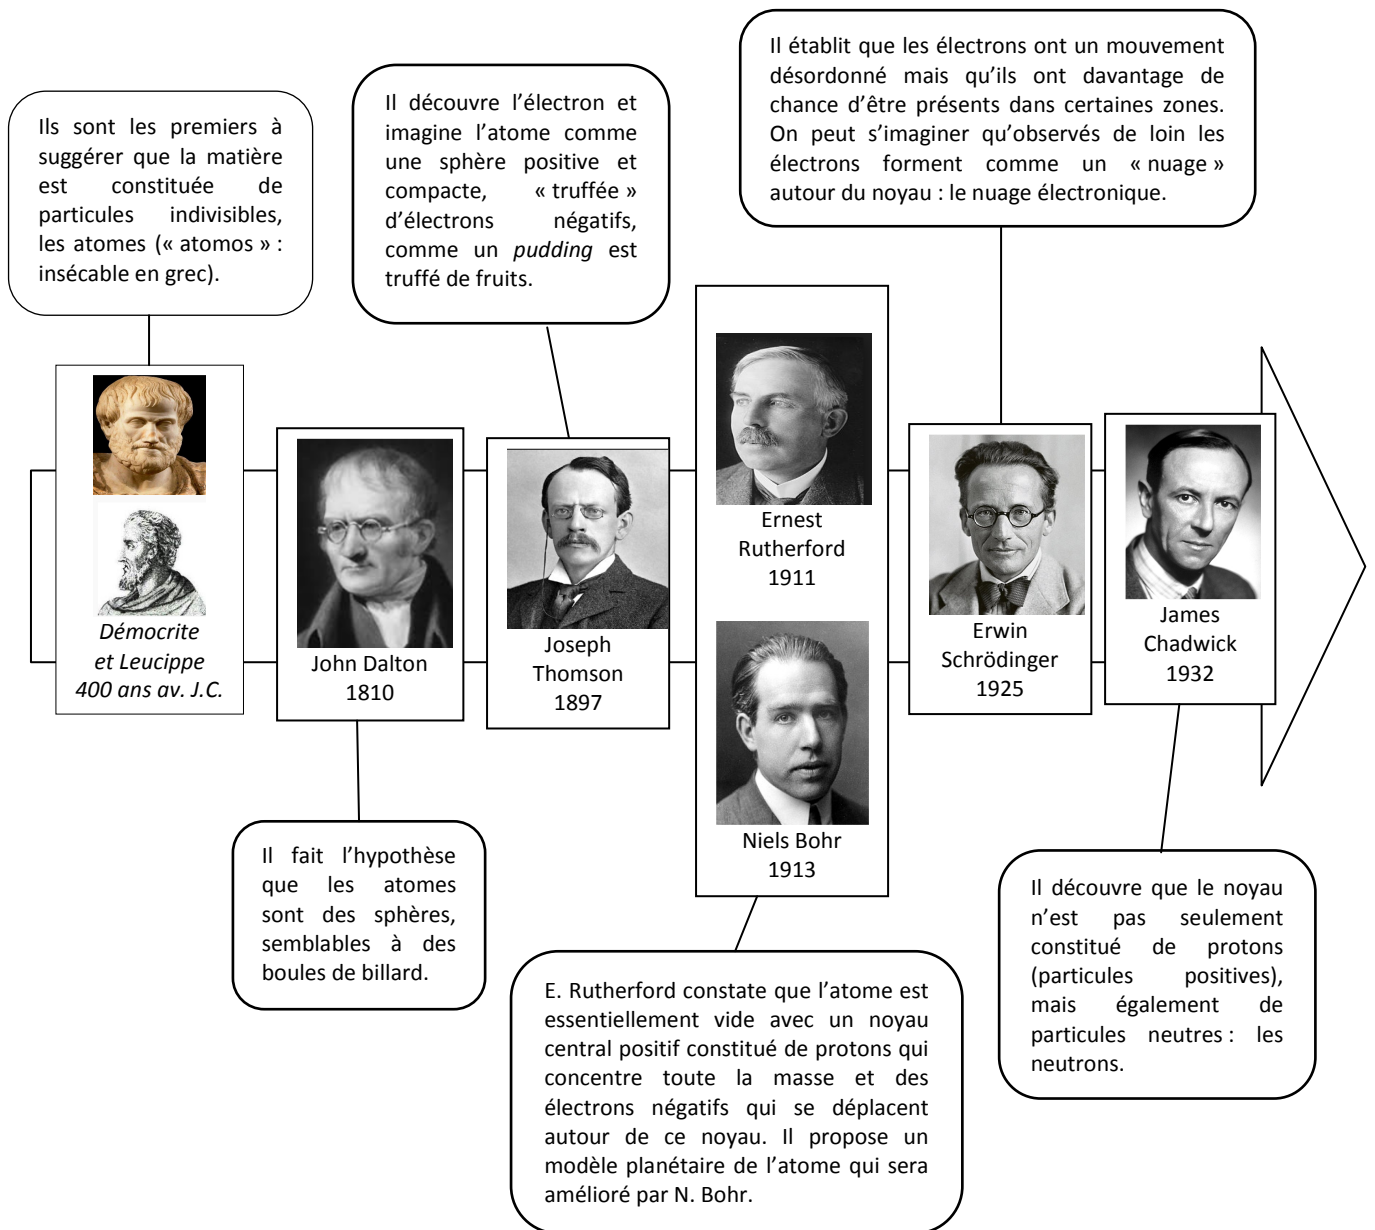 Ils sont les premiers à
suggérer que la matière
est constituée de
particules indivisibles,
les atomes (« atomos » :
insécable en grec).
Il découvre l’électron et
imagine l’atome comme
une sphère positive et
compacte, « truffée »
d’électrons négatifs,
comme un pudding est
truffé de fruits.
Il établit que les électrons ont un mouvement
désordonné mais qu’ils ont davantage de
chance d’être présents dans certaines zones.
On peut s’imaginer qu’observés de loin les
électrons forment comme un « nuage »
autour du noyau : le nuage électronique.
Démocrite
et Leucippe
400 ans av. J.C.
John Dalton
1810
Joseph
Thomson
1897
Ernest
Rutherford
1911
Niels Bohr
1913
Erwin
Schrödinger
1925
James
Chadwick
1932
Il fait l’hypothèse
que les atomes
sont des sphères,
semblables à des
boules de billard.
E. Rutherford constate que l’atome est
essentiellement vide avec un noyau
central positif constitué de protons qui
concentre toute la masse et des
électrons négatifs qui se déplacent
autour de ce noyau. Il propose un
modèle planétaire de l’atome qui sera
amélioré par N. Bohr.
Il découvre que le noyau
n’est pas seulement
constitué de protons
(particules positives),
mais également de
particules neutres : les
neutrons.